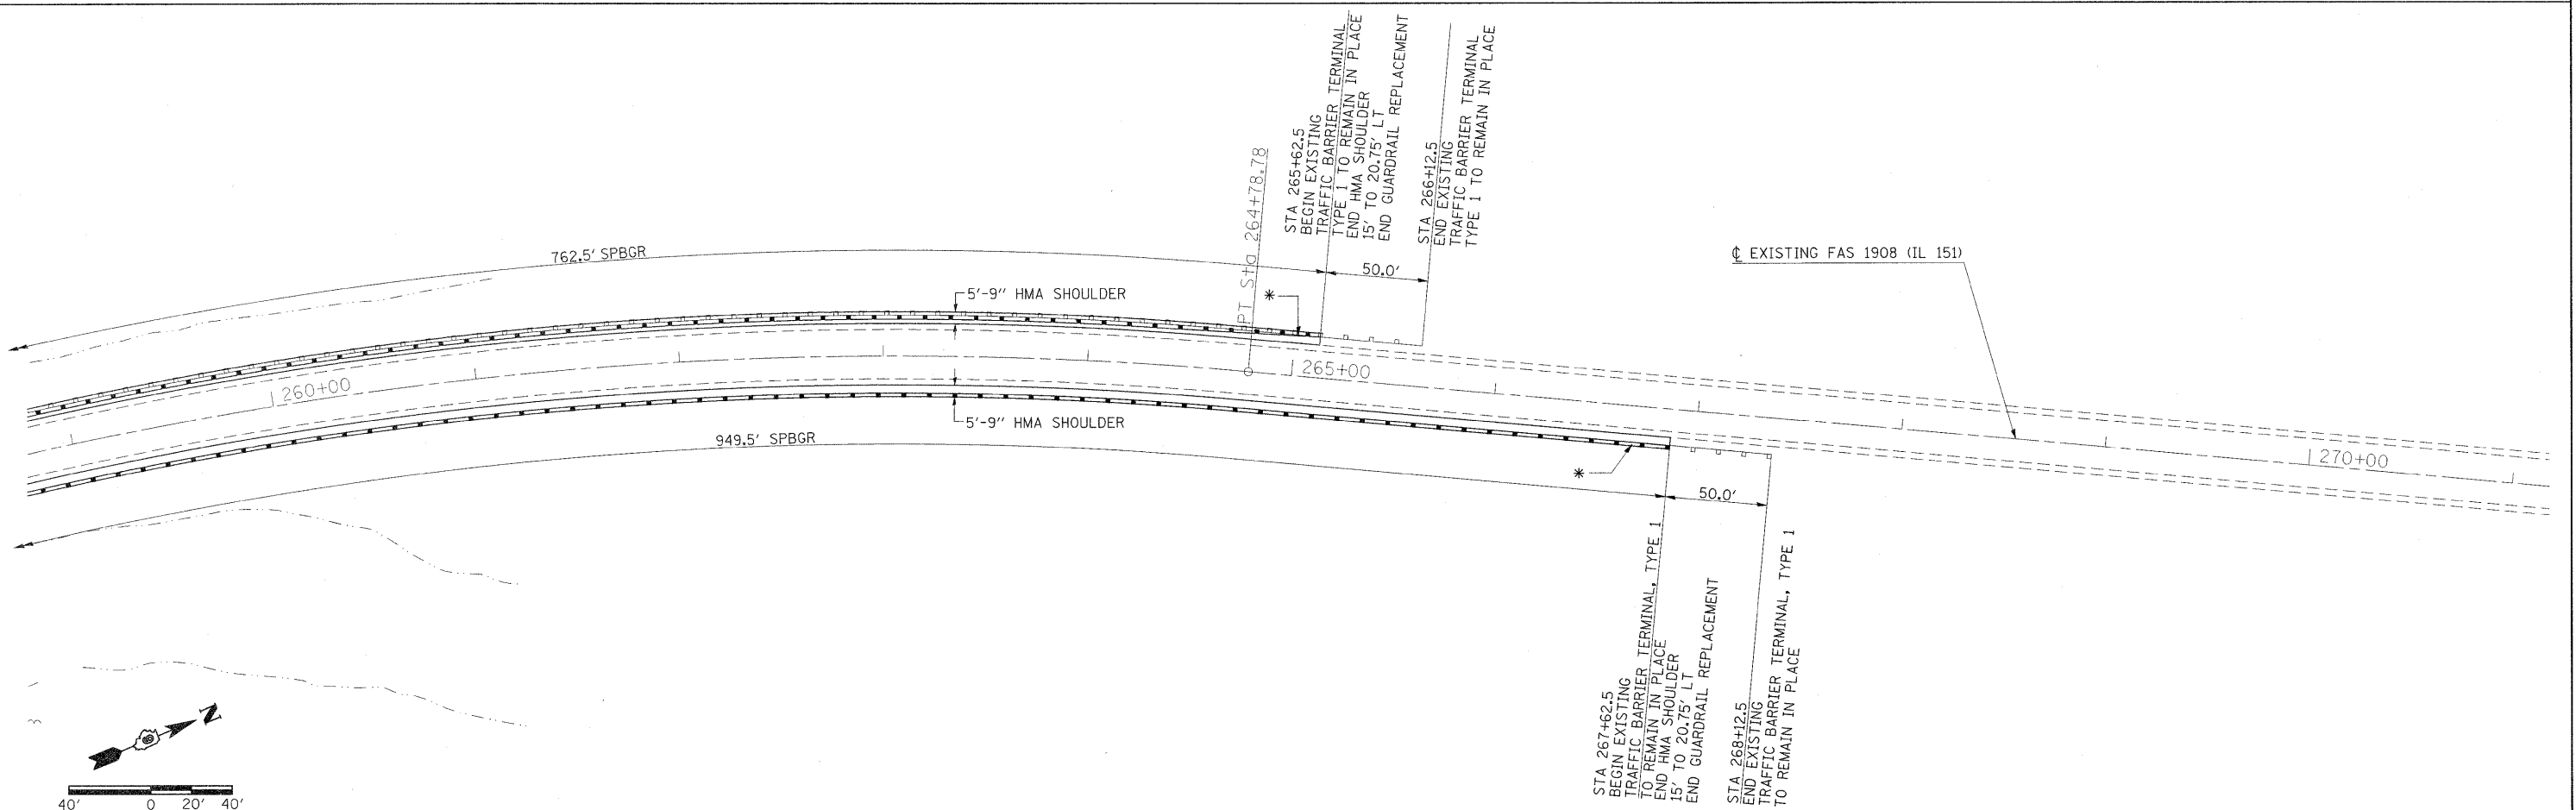 STA 265+62.5
BEGIN EXISTING
TRAFFIC BARRIER TERMINAL
TYPE 1 TO REMAIN IN PLACE
END HMA SHOULDER
15' TO 20.75' LT
END GUARDRAIL REPLACEMENT
STA 266+12.5
END EXISTING
TRAFFIC BARRIER TERMINAL
TYPE 1 TO REMAIN IN PLACE
PT Sta 264+78.78
762.5' SPBGR
50.0'
℄ EXISTING FAS 1908 (IL 151)
5'-9" HMA SHOULDER
*
260+00
265+00
270+00
5'-9" HMA SHOULDER
949.5' SPBGR
*
50.0'
STA 267+62.5
BEGIN EXISTING
TRAFFIC BARRIER TERMINAL, TYPE 1
TO REMAIN IN PLACE
END HMA SHOULDER
15' TO 20.75' LT
END GUARDRAIL REPLACEMENT
STA 268+12.5
END EXISTING
TRAFFIC BARRIER TERMINAL, TYPE 1
TO REMAIN IN PLACE
N
40' 0 20' 40'